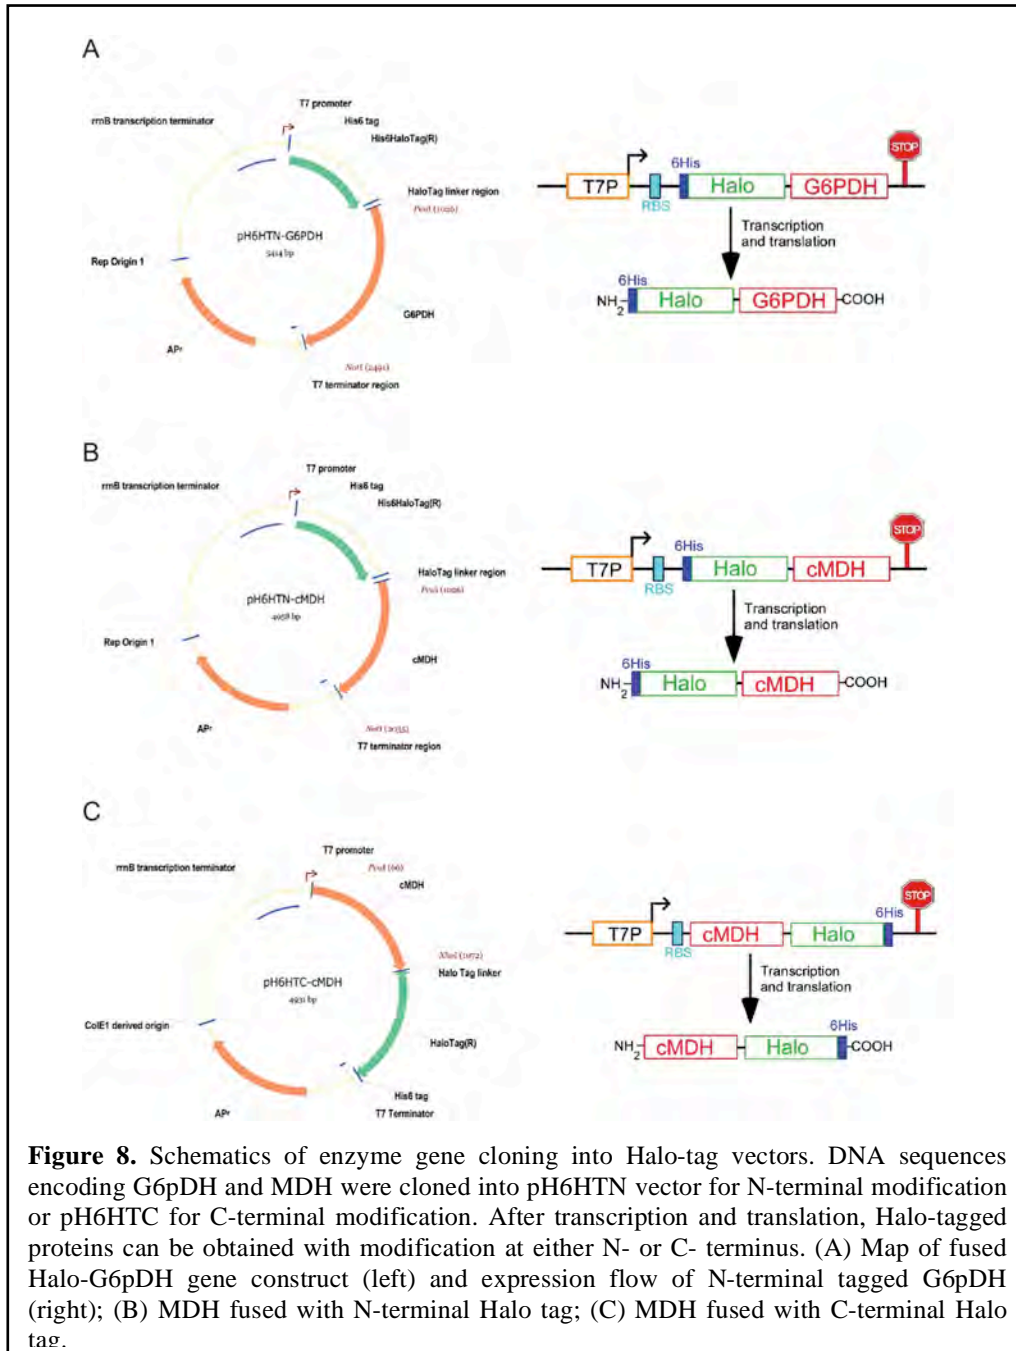 A
T7 promoter
rrnB transcription terminator
His6 tag
His6HaloTag(R)
HaloTag linker region
pH6HTN-G6PDH
5414 bp
Rep Origin 1
G6PDH
APr
NotI (2491)
T7 terminator region
STOP
6His
T7P
Halo
G6PDH
RBS
Transcription
and translation
6His
NH2
Halo
G6PDH
COOH
B
T7 promoter
rrnB transcription terminator
His6 tag
His6HaloTag(R)
HaloTag linker region
pH6HTN-cMDH
4958 bp
Rep Origin 1
cMDH
APr
NotI (2035)
T7 terminator region
STOP
6His
T7P
Halo
cMDH
RBS
Transcription
and translation
6His
NH2
Halo
cMDH
COOH
C
T7 promoter
rrnB transcription terminator
cMDH
XhoI (1072)
Halo Tag linker
pH6HTC-cMDH
4931 bp
ColE1 derived origin
HaloTag(R)
APr
His6 tag
T7 Terminator
STOP
6His
T7P
cMDH
Halo
RBS
Transcription
and translation
6His
NH2
cMDH
Halo
COOH
Figure 8. Schematics of enzyme gene cloning into Halo-tag vectors. DNA sequences
encoding G6pDH and MDH were cloned into pH6HTN vector for N-terminal modification
or pH6HTC for C-terminal modification. After transcription and translation, Halo-tagged
proteins can be obtained with modification at either N- or C- terminus. (A) Map of fused
Halo-G6pDH gene construct (left) and expression flow of N-terminal tagged G6pDH
(right); (B) MDH fused with N-terminal Halo tag; (C) MDH fused with C-terminal Halo
tag.